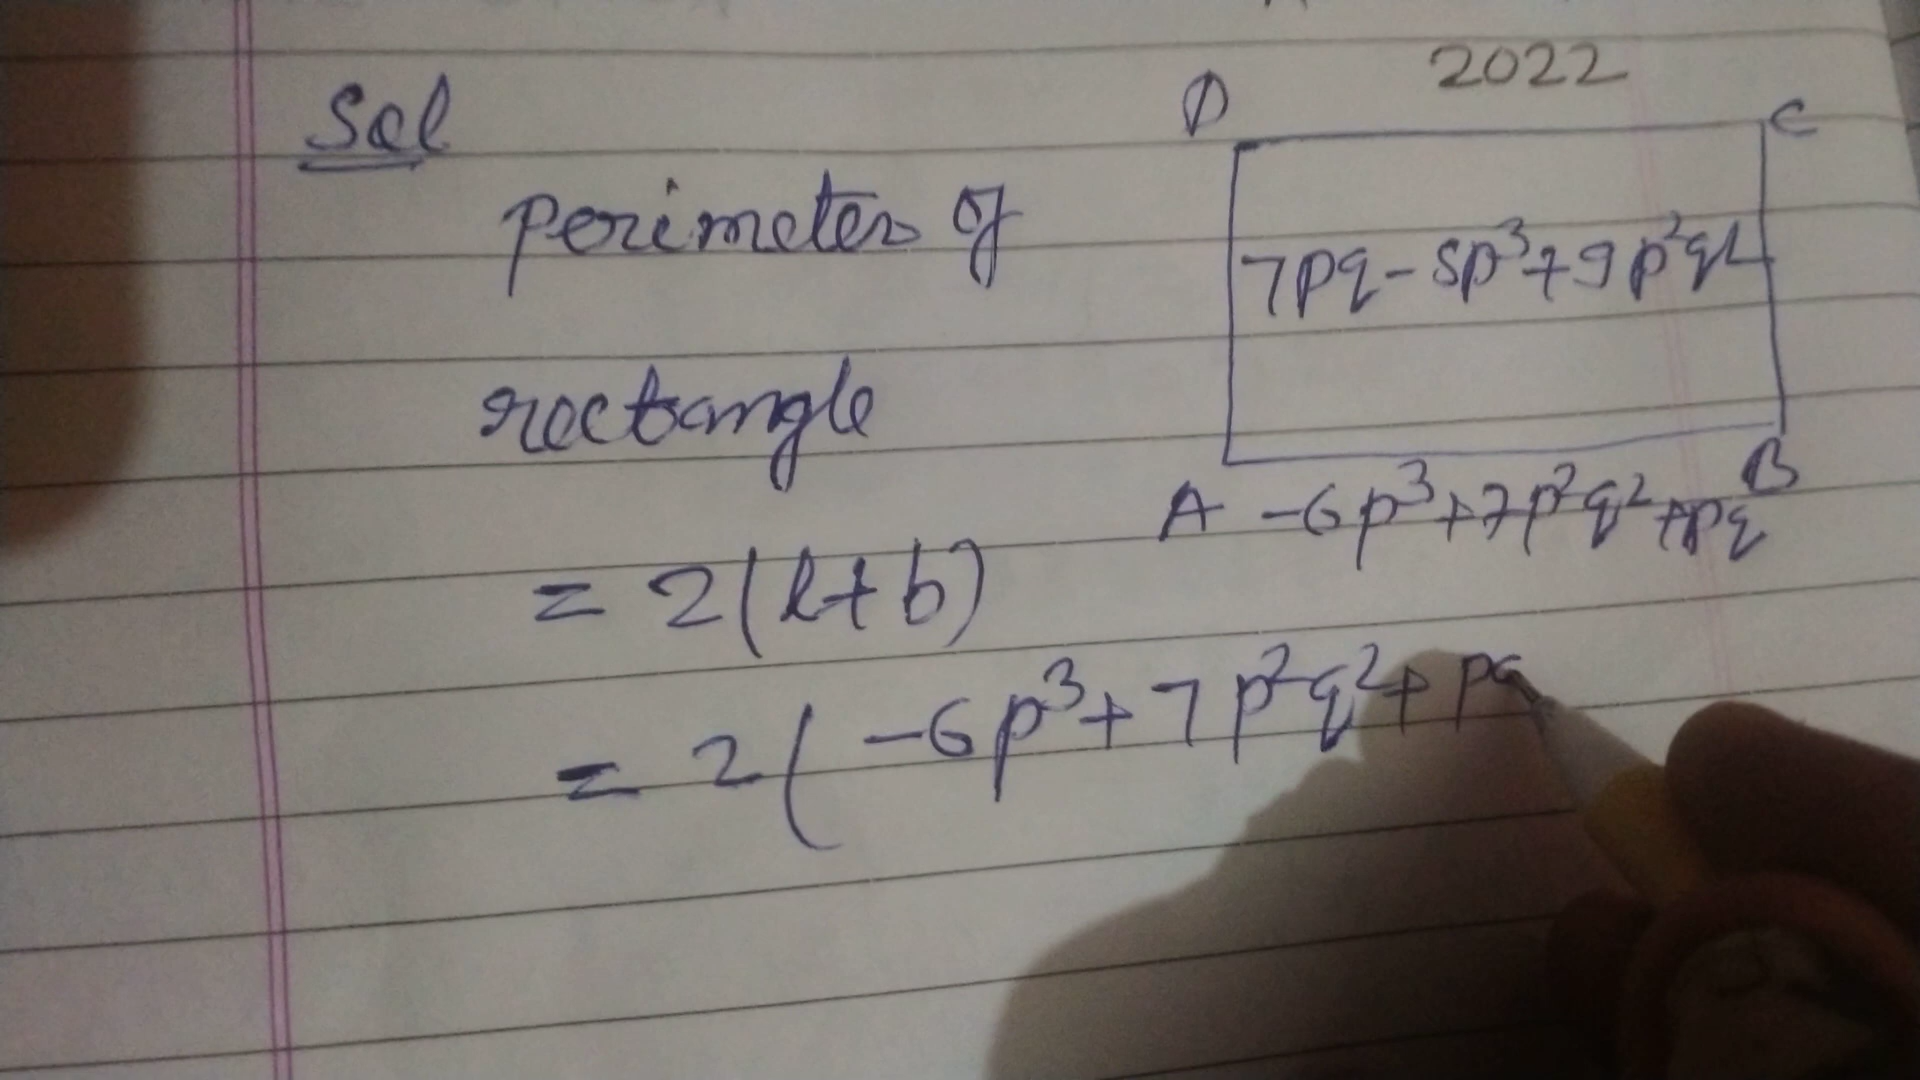 2022
Sol
D C
perimeter of
7pq - 5p³ + 9p²q²
rectangle
A B
-6p³ + 7p²q² + pq
= 2(l + b)
= 2( -6p³ + 7p²q² + pq